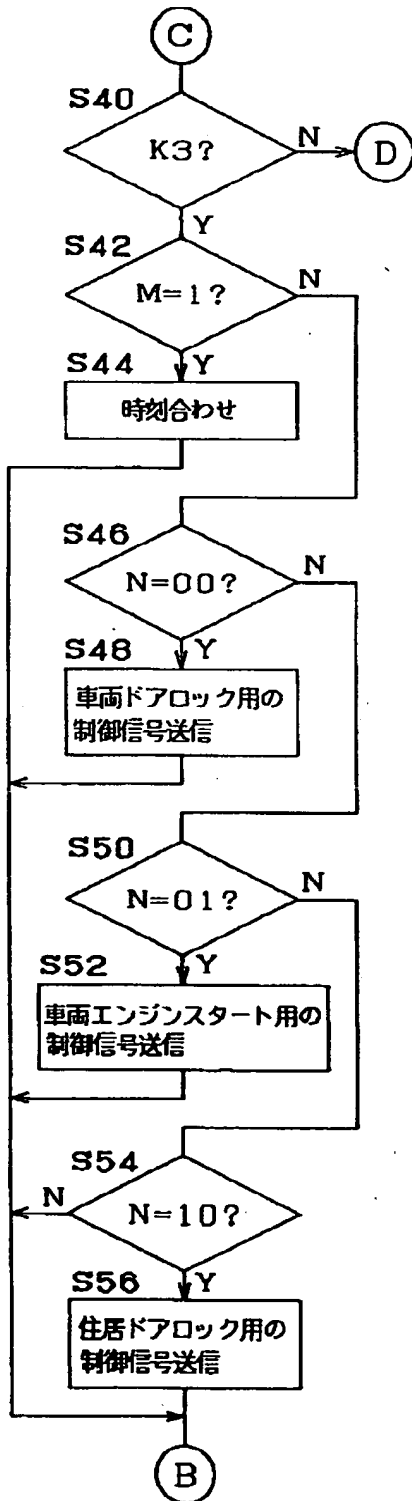 C
S40
K3?
N
D
Y
S42
M=1?
N
Y
S44
時刻合わせ
S46
N=00?
N
Y
S48
車両ドアロック用の
制御信号送信
S50
N=01?
N
Y
S52
車両エンジンスタート用の
制御信号送信
S54
N
N=10?
Y
S56
住居ドアロック用の
制御信号送信
B